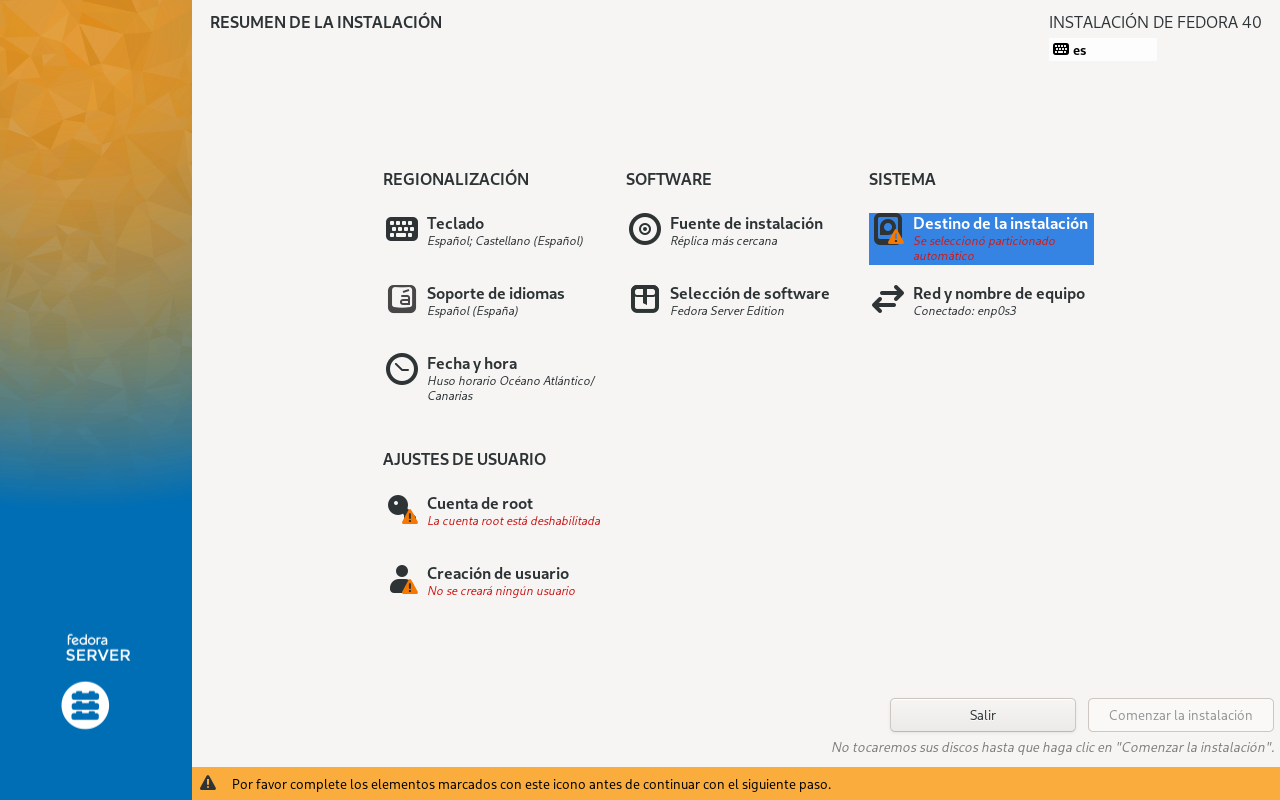 RESUMEN DE LA INSTALACIÓN
INSTALACIÓN DE FEDORA 40
es
REGIONALIZACIÓN
Teclado
Español; Castellano (Español)
Soporte de idiomas
Español (España)
Fecha y hora
Huso horario Océano Atlántico/
Canarias
SOFTWARE
Fuente de instalación
Réplica más cercana
Selección de software
Fedora Server Edition
SISTEMA
Destino de la instalación
Se seleccionó particionado
automático
Red y nombre de equipo
Conectado: enp0s3
AJUSTES DE USUARIO
Cuenta de root
La cuenta root está deshabilitada
Creación de usuario
No se creará ningún usuario
fedora
SERVER
Salir
Comenzar la instalación
No tocaremos sus discos hasta que haga clic en "Comenzar la instalación".
Por favor complete los elementos marcados con este icono antes de continuar con el siguiente paso.